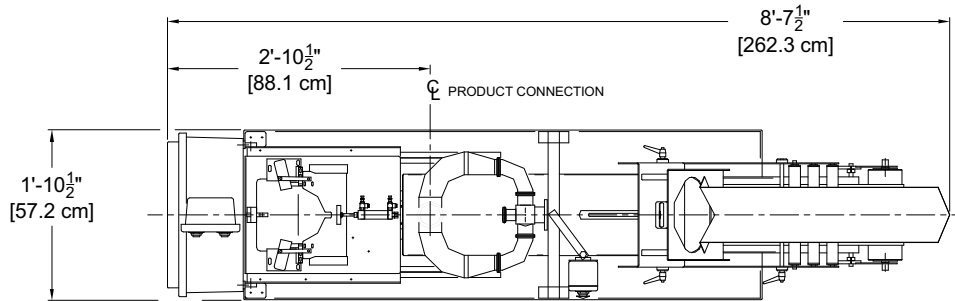 8'-7½"
[262.3 cm]
2'-10½"
[88.1 cm]
℄ PRODUCT CONNECTION
1'-10½"
[57.2 cm]